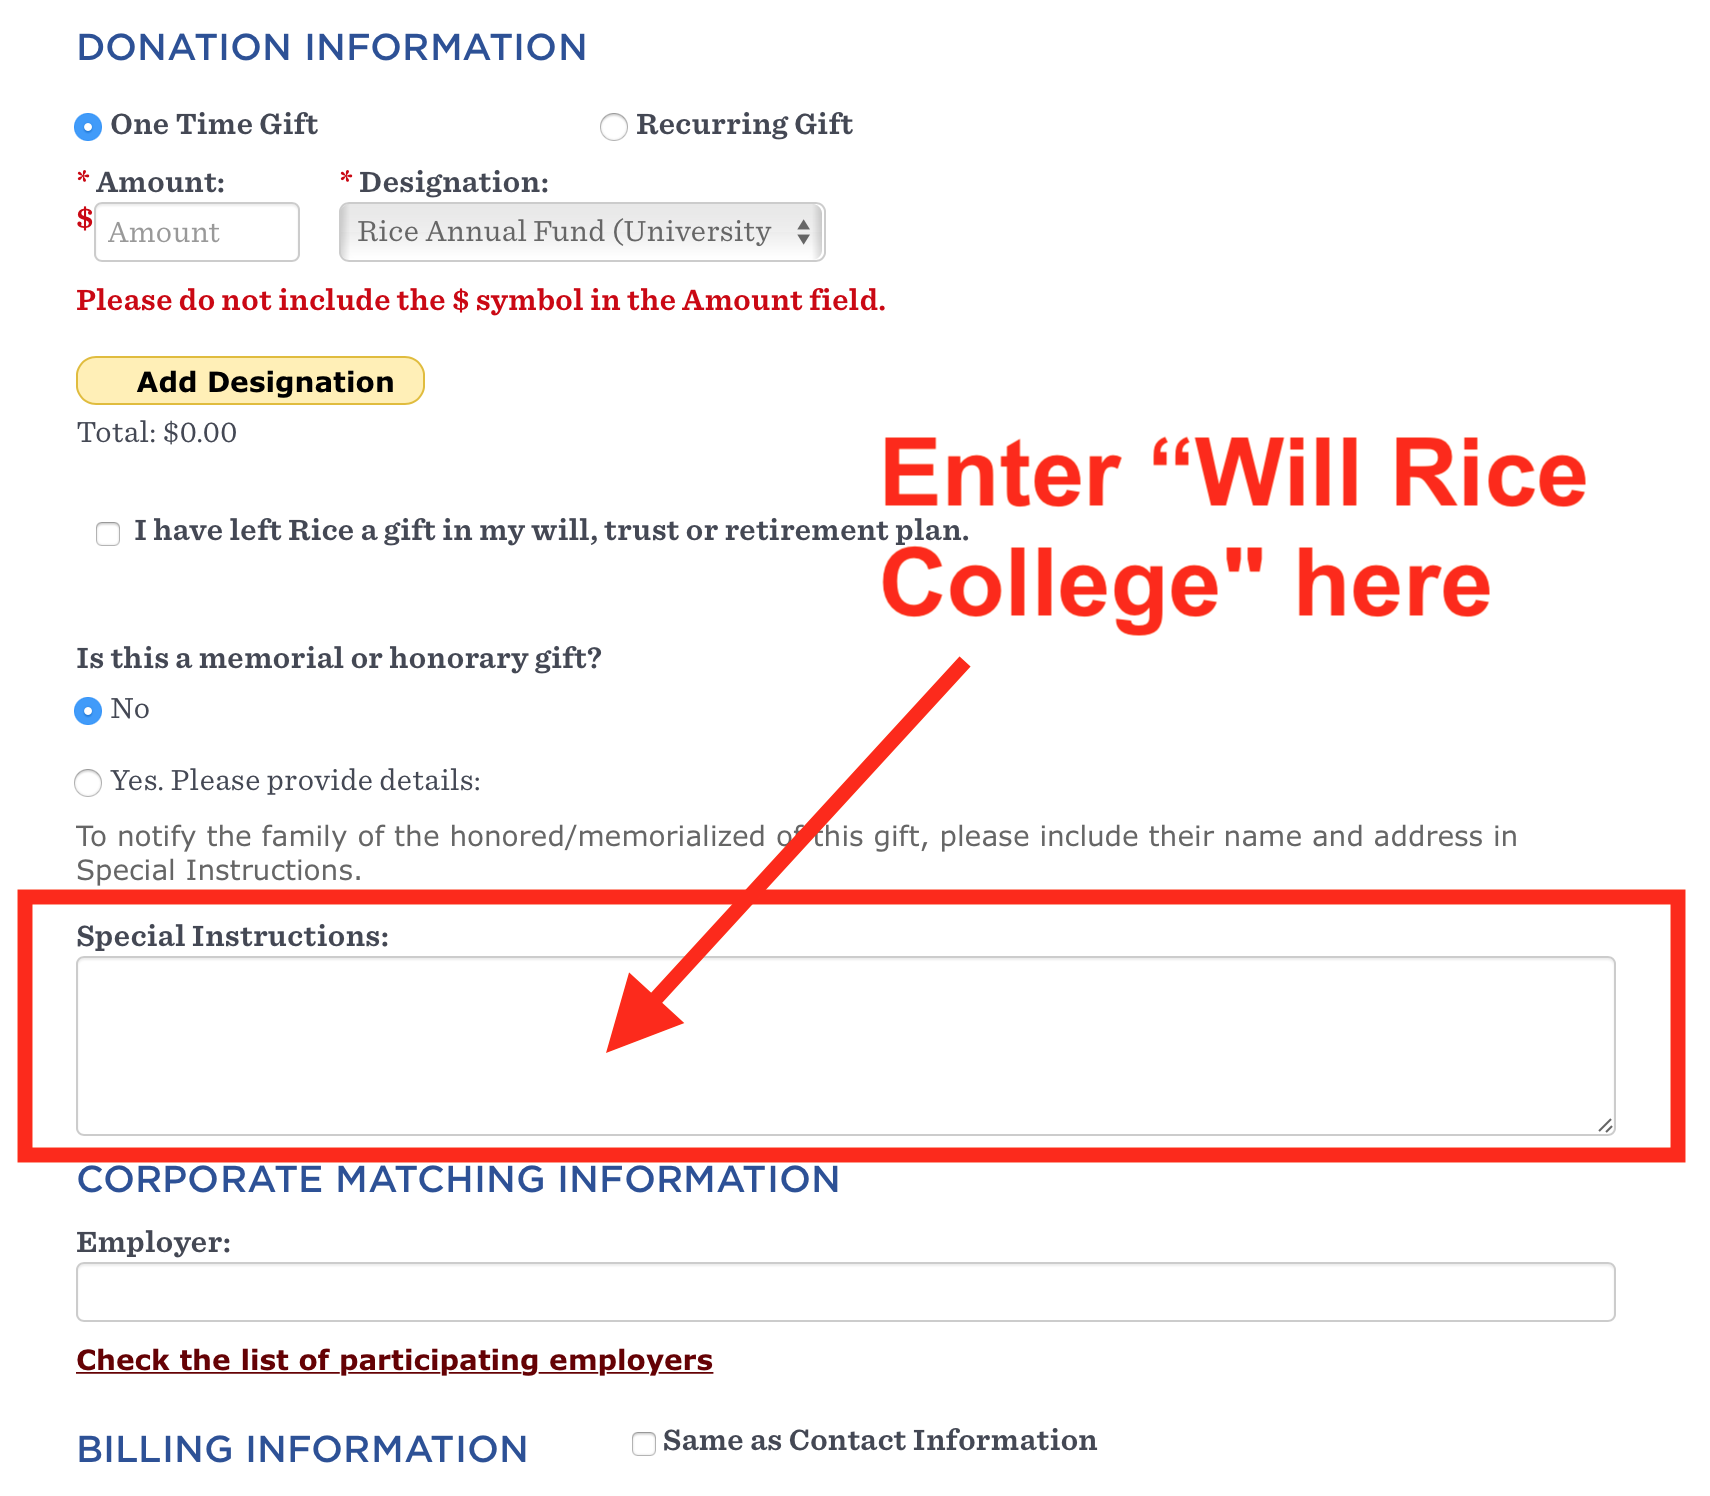 DONATION INFORMATION
One Time Gift
Recurring Gift
* Amount:
* Designation:
$
Amount
Rice Annual Fund (University
Please do not include the $ symbol in the Amount field.
Add Designation
Total: $0.00
Enter “Will Rice
College" here
I have left Rice a gift in my will, trust or retirement plan.
Is this a memorial or honorary gift?
No
Yes. Please provide details:
To notify the family of the honored/memorialized of this gift, please include their name and address in
Special Instructions.
Special Instructions:
CORPORATE MATCHING INFORMATION
Employer:
Check the list of participating employers
BILLING INFORMATION
Same as Contact Information